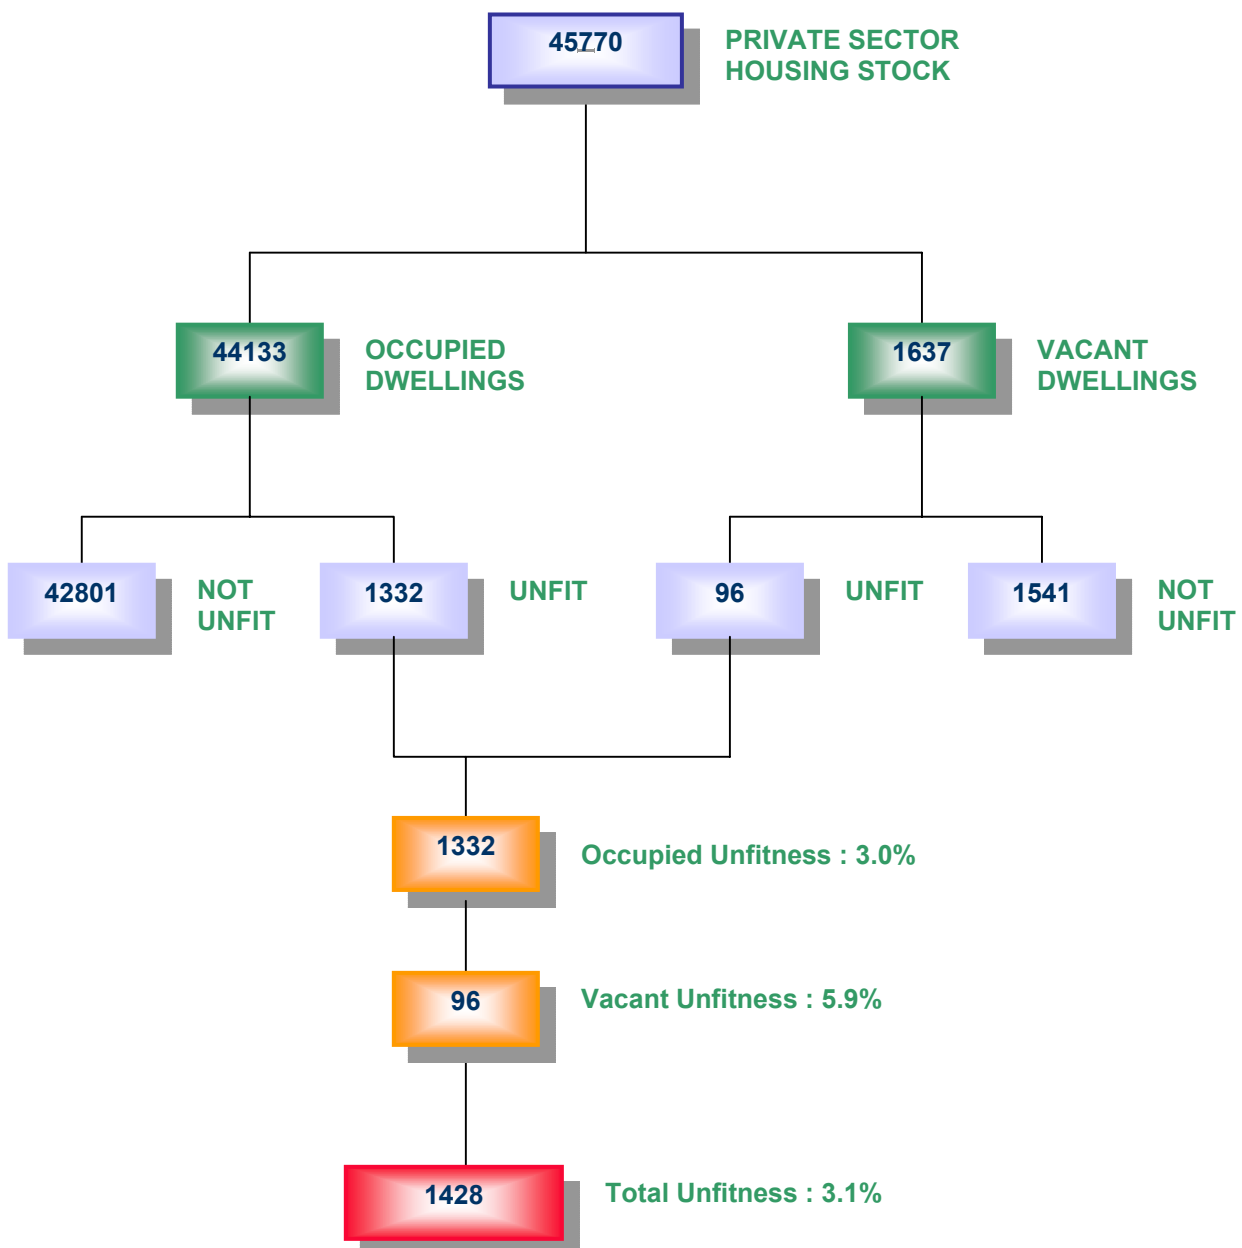 45770
PRIVATE SECTOR
HOUSING STOCK
44133
OCCUPIED
DWELLINGS
1637
VACANT
DWELLINGS
42801
NOT
UNFIT
1332
UNFIT
96
UNFIT
1541
NOT
UNFIT
1332
Occupied Unfitness : 3.0%
96
Vacant Unfitness : 5.9%
1428
Total Unfitness : 3.1%